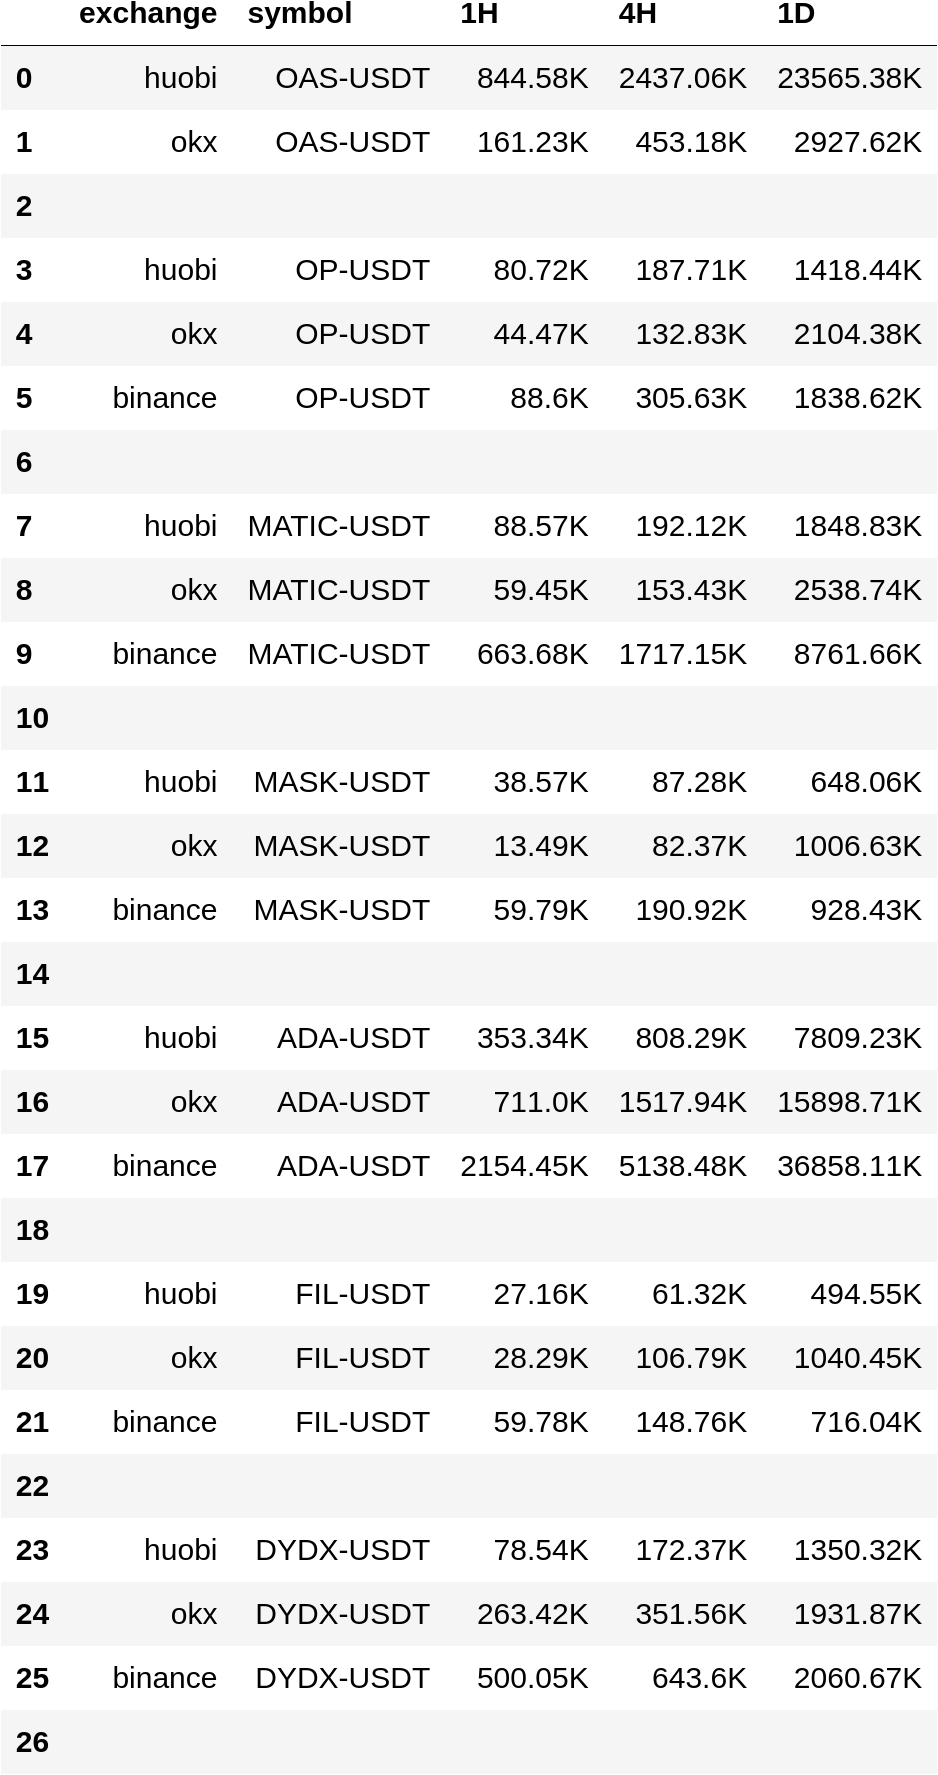 exchange symbol 1H 4H 1D
0 huobi OAS-USDT 844.58K 2437.06K 23565.38K
1 okx OAS-USDT 161.23K 453.18K 2927.62K
2
3 huobi OP-USDT 80.72K 187.71K 1418.44K
4 okx OP-USDT 44.47K 132.83K 2104.38K
5 binance OP-USDT 88.6K 305.63K 1838.62K
6
7 huobi MATIC-USDT 88.57K 192.12K 1848.83K
8 okx MATIC-USDT 59.45K 153.43K 2538.74K
9 binance MATIC-USDT 663.68K 1717.15K 8761.66K
10
11 huobi MASK-USDT 38.57K 87.28K 648.06K
12 okx MASK-USDT 13.49K 82.37K 1006.63K
13 binance MASK-USDT 59.79K 190.92K 928.43K
14
15 huobi ADA-USDT 353.34K 808.29K 7809.23K
16 okx ADA-USDT 711.0K 1517.94K 15898.71K
17 binance ADA-USDT 2154.45K 5138.48K 36858.11K
18
19 huobi FIL-USDT 27.16K 61.32K 494.55K
20 okx FIL-USDT 28.29K 106.79K 1040.45K
21 binance FIL-USDT 59.78K 148.76K 716.04K
22
23 huobi DYDX-USDT 78.54K 172.37K 1350.32K
24 okx DYDX-USDT 263.42K 351.56K 1931.87K
25 binance DYDX-USDT 500.05K 643.6K 2060.67K
26